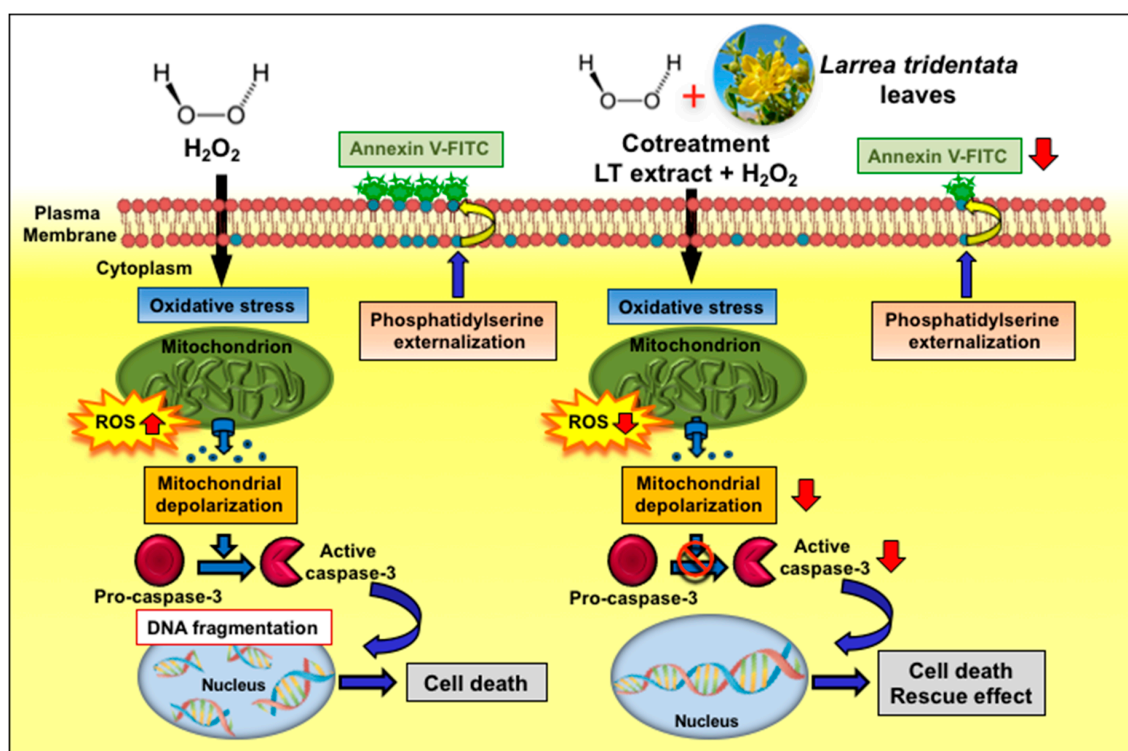 H
H
O
O
H₂O₂
Annexin V-FITC
Plasma
Membrane
Cytoplasm
Oxidative stress
Mitochondrion
ROS
Phosphatidylserine
externalization
Mitochondrial
depolarization
Pro-caspase-3
Active
caspase-3
DNA fragmentation
Nucleus
Cell death
H
H
O
O
+
Larrea tridentata
leaves
Cotreatment
LT extract + H₂O₂
Annexin V-FITC
Oxidative stress
Mitochondrion
ROS
Phosphatidylserine
externalization
Mitochondrial
depolarization
Pro-caspase-3
Active
caspase-3
Nucleus
Cell death
Rescue effect